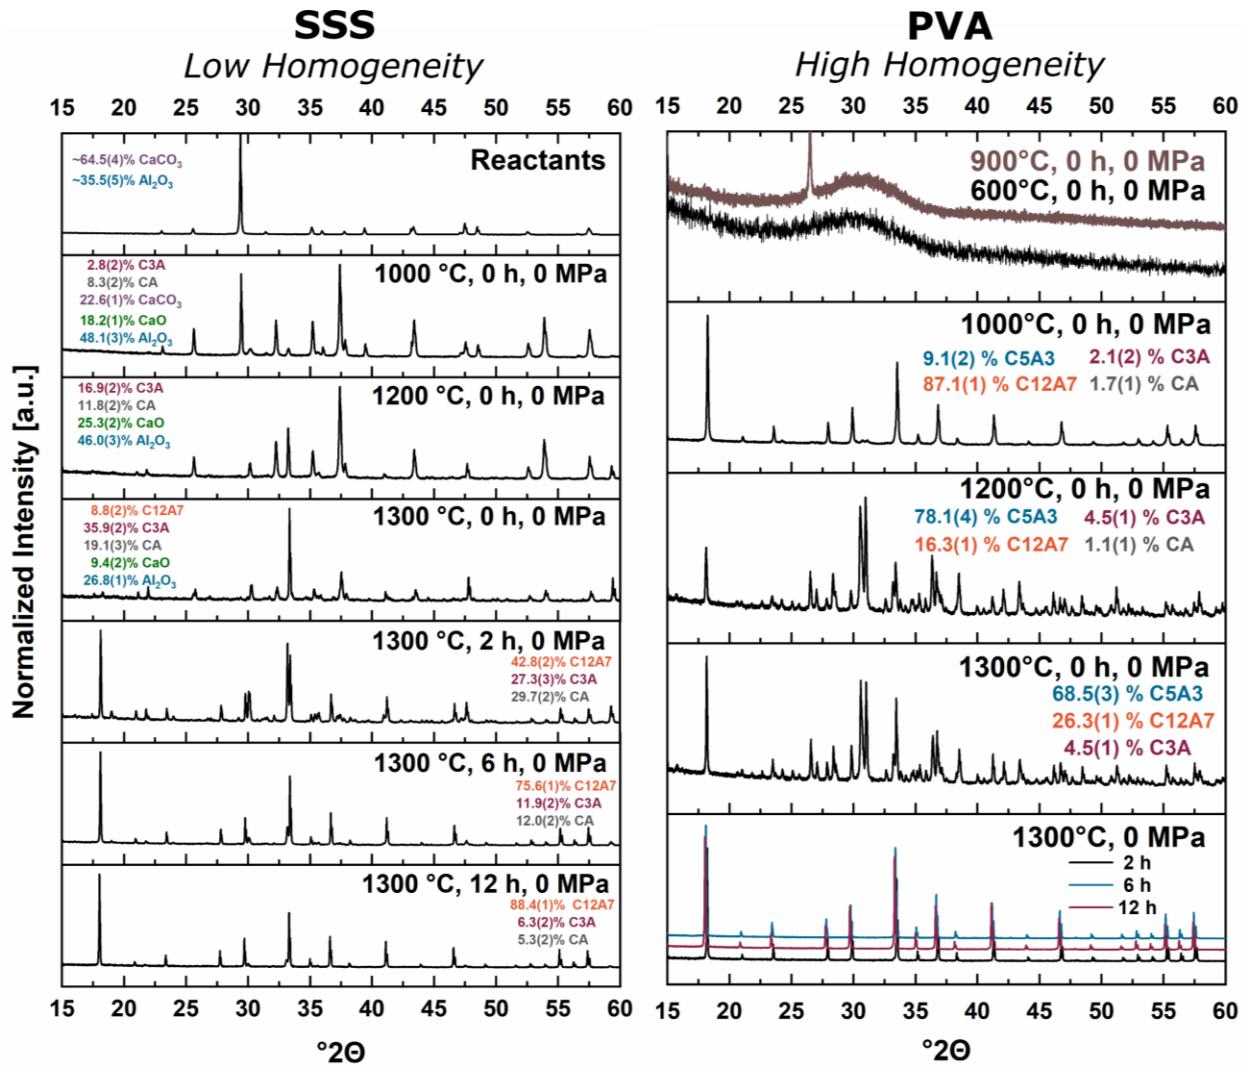 SSS
Low Homogeneity
15 20 25 30 35 40 45 50 55 60
Normalized Intensity [a.u.]
Reactants
~64.5(4)% CaCO₃
~35.5(5)% Al₂O₃
1000 °C, 0 h, 0 MPa
2.8(2)% C3A
8.3(2)% CA
22.6(1)% CaCO₃
18.2(1)% CaO
48.1(3)% Al₂O₃
1200 °C, 0 h, 0 MPa
16.9(2)% C3A
11.8(2)% CA
25.3(2)% CaO
46.0(3)% Al₂O₃
1300 °C, 0 h, 0 MPa
8.8(2)% C12A7
35.9(2)% C3A
19.1(3)% CA
9.4(2)% CaO
26.8(1)% Al₂O₃
1300 °C, 2 h, 0 MPa
42.8(2)% C12A7
27.3(3)% C3A
29.7(2)% CA
1300 °C, 6 h, 0 MPa
75.6(1)% C12A7
11.9(2)% C3A
12.0(2)% CA
1300 °C, 12 h, 0 MPa
88.4(1)% C12A7
6.3(2)% C3A
5.3(2)% CA
15 20 25 30 35 40 45 50 55 60
°2Θ
PVA
High Homogeneity
15 20 25 30 35 40 45 50 55 60
900°C, 0 h, 0 MPa
600°C, 0 h, 0 MPa
1000°C, 0 h, 0 MPa
9.1(2) % C5A3 2.1(2) % C3A
87.1(1) % C12A7 1.7(1) % CA
1200°C, 0 h, 0 MPa
78.1(4) % C5A3 4.5(1) % C3A
16.3(1) % C12A7 1.1(1) % CA
1300°C, 0 h, 0 MPa
68.5(3) % C5A3
26.3(1) % C12A7
4.5(1) % C3A
1300°C, 0 MPa
2 h
6 h
12 h
15 20 25 30 35 40 45 50 55 60
°2Θ